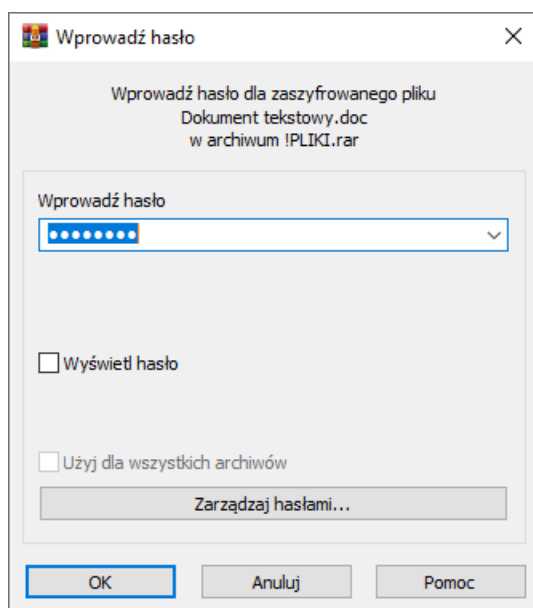 Wprowadź hasło
Wprowadź hasło dla zaszyfrowanego pliku
Dokument tekstowy.doc
w archiwum !PLIKI.rar
Wprowadź hasło
••••••••
Wyświetl hasło
Użyj dla wszystkich archiwów
Zarządzaj hasłami...
OK
Anuluj
Pomoc